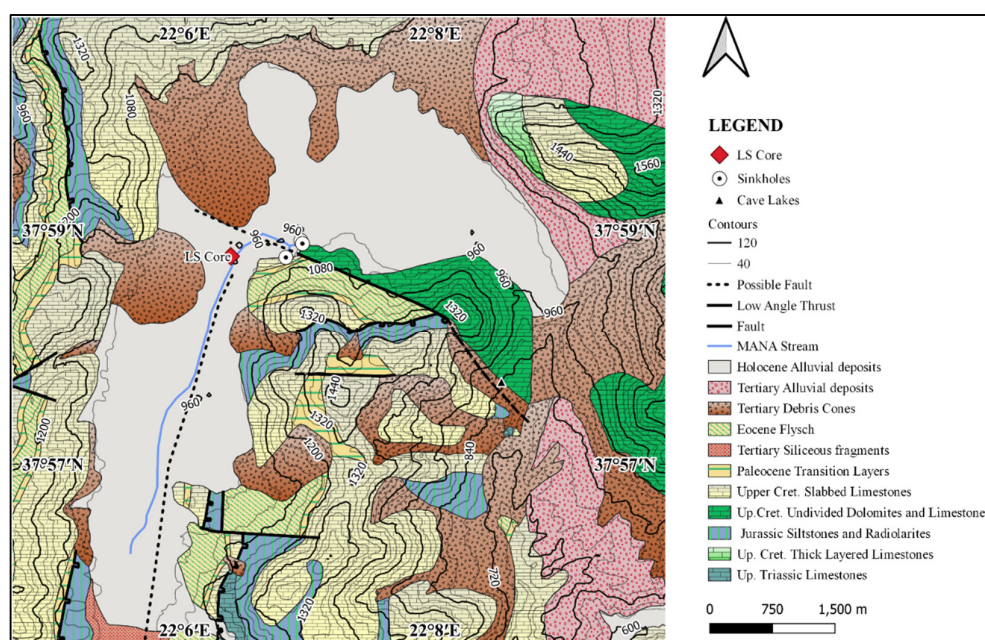 22°6'E
22°8'E
1320
1080
1320
960
1440
1560
1200
37°59'N
960
960
37°59'N
LS Core
1080
960
960
1320
1320
960
960
1440
1320
1200
1200
840
37°57'N
1320
37°57'N
720
1320
22°6'E
22°8'E
600
LEGEND
LS Core
Sinkholes
Cave Lakes
Contours
120
40
Possible Fault
Low Angle Thrust
Fault
MANA Stream
Holocene Alluvial deposits
Tertiary Alluvial deposits
Tertiary Debris Cones
Eocene Flysch
Tertiary Siliceous fragments
Paleocene Transition Layers
Upper Cret. Slabbed Limestones
Up.Cret. Undivided Dolomites and Limestone
Jurassic Siltstones and Radiolarites
Up. Cret. Thick Layered Limestones
Up. Triassic Limestones
0 750 1,500 m